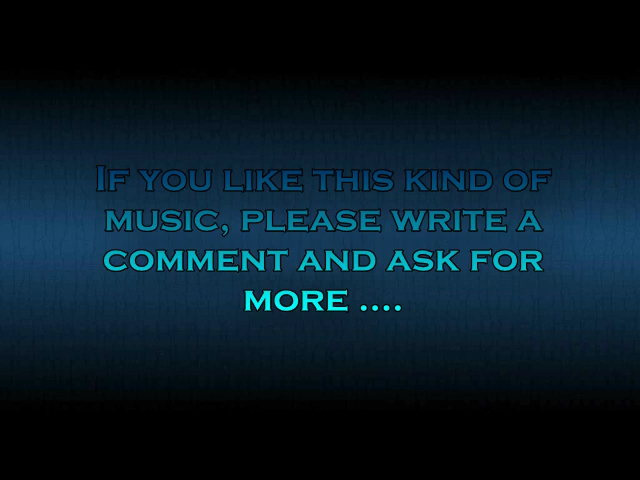 If you like this kind of
music, please write a
comment and ask for
more ....